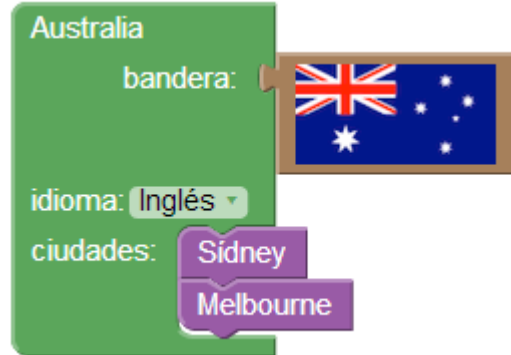 Australia
bandera:
idioma: Inglés
ciudades: Sídney
Melbourne